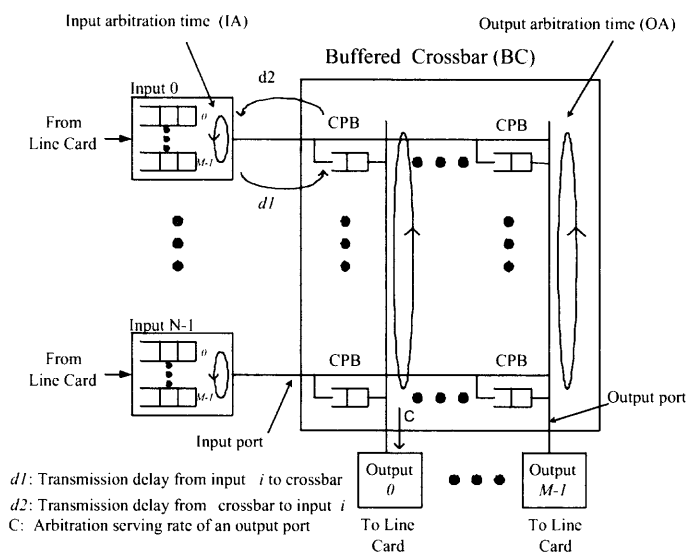 Input arbitration time (IA)
Output arbitration time (OA)
Buffered Crossbar (BC)
d2
Input 0
From
Line Card
0
M-1
CPB
CPB
d1
Input N-1
From
Line Card
0
M-1
CPB
CPB
Input port
C
Output port
d1: Transmission delay from input i to crossbar
d2: Transmission delay from crossbar to input i
C: Arbitration serving rate of an output port
Output
0
Output
M-1
To Line
Card
To Line
Card